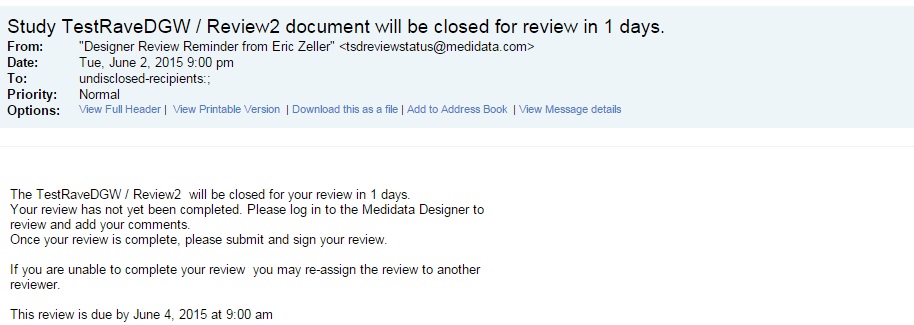 Study TestRaveDGW / Review2 document will be closed for review in 1 days.
From: "Designer Review Reminder from Eric Zeller" <tsdreviewstatus@medidata.com>
Date: Tue, June 2, 2015 9:00 pm
To: undisclosed-recipients:;
Priority: Normal
Options: View Full Header | View Printable Version | Download this as a file | Add to Address Book | View Message details
The TestRaveDGW / Review2 will be closed for your review in 1 days.
Your review has not yet been completed. Please log in to the Medidata Designer to
review and add your comments.
Once your review is complete, please submit and sign your review.
If you are unable to complete your review you may re-assign the review to another
reviewer.
This review is due by June 4, 2015 at 9:00 am